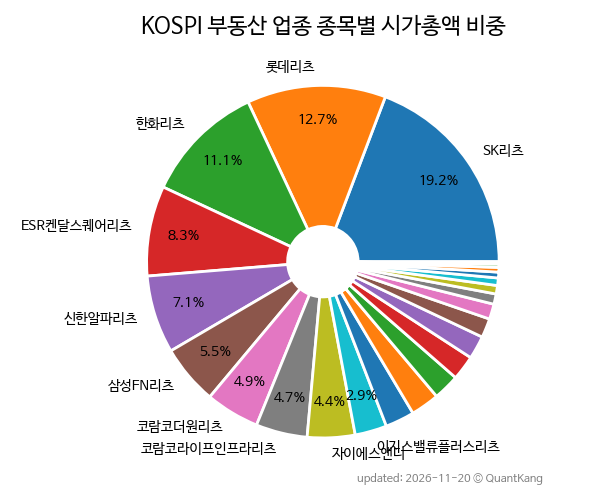 KOSPI 부동산 업종 종목별 시가총액 비중
롯데리츠
12.7%
한화리츠
11.1%
SK리츠
19.2%
ESR켄달스퀘어리츠
8.3%
신한알파리츠
7.1%
삼성FN리츠
5.5%
코람코더원리츠
4.9%
코람코라이프인프라리츠
4.7%
자이에스앤디
4.4%
이지스밸류플러스리츠
2.9%
updated: 2026-11-20 © QuantKang